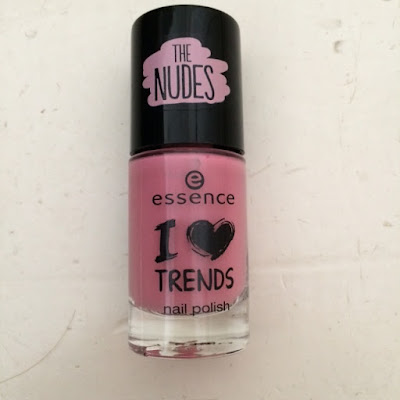 THE
NUDES
e
essence
I
TRENDS
nail polish